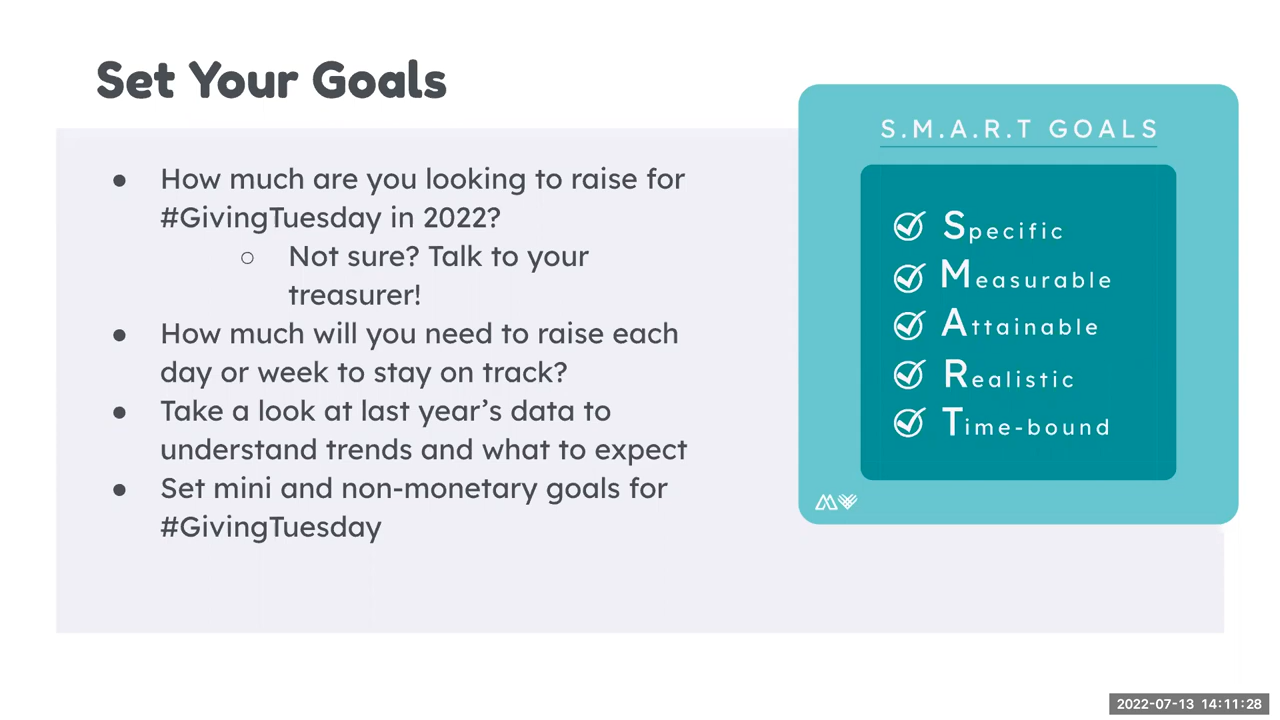 Set Your Goals
● How much are you looking to raise for
#GivingTuesday in 2022?
○ Not sure? Talk to your
treasurer!
● How much will you need to raise each
day or week to stay on track?
● Take a look at last year’s data to
understand trends and what to expect
● Set mini and non-monetary goals for
#GivingTuesday
S.M.A.R.T GOALS
Specific
Measurable
Attainable
Realistic
Time-bound
2022-07-13 14:11:28